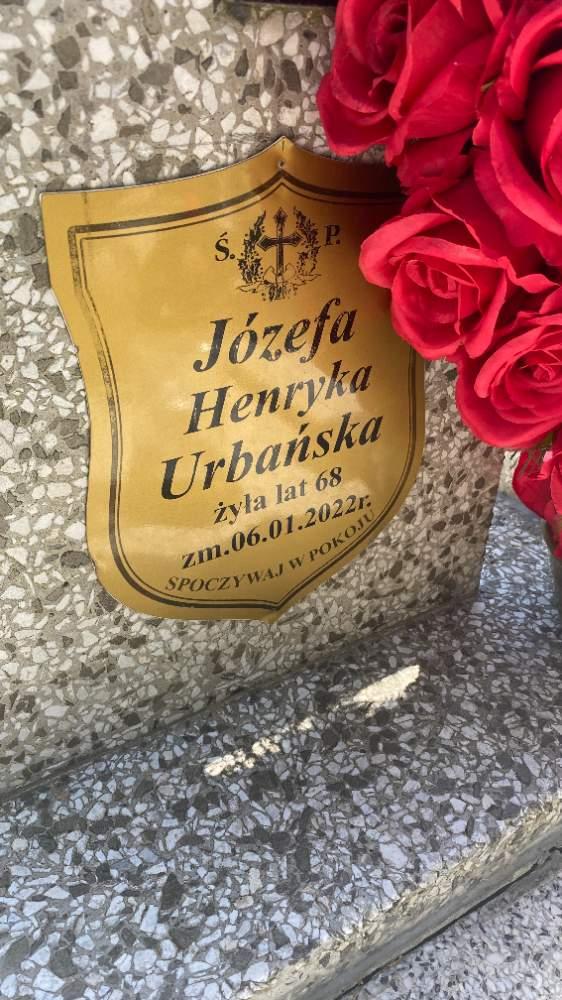 Ś. P.
Józefa
Henryka
Urbańska
żyła lat 68
zm.06.01.2022r.
SPOCZYWAJ W POKOJU